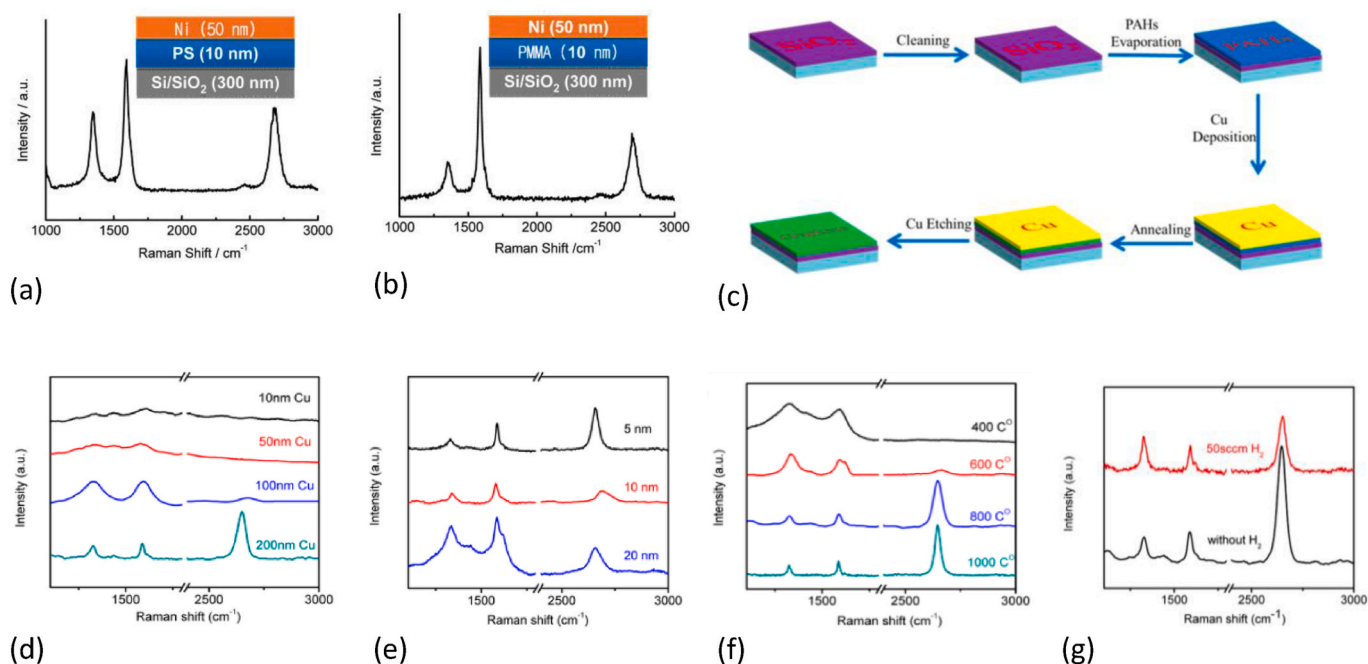 Ni (50 nm)
PS (10 nm)
Si/SiO2 (300 nm)
Intensity / a.u.
1000 1500 2000 2500 3000
Raman Shift / cm-1
(a)
Ni (50 nm)
PMMA (10 nm)
Si/SiO2 (300 nm)
Intensity /a.u.
1000 1500 2000 2500 3000
Raman Shift / cm-1
(b)
SiO2
Cleaning
SiO2
PAHs
Evaporation
PAHs
Cu
Deposition
Cu
Annealing
Cu
Cu Etching
(c)
10nm Cu
50nm Cu
100nm Cu
200nm Cu
Intensity (a.u.)
1500 2500 3000
Raman shift (cm-1)
(d)
5 nm
10 nm
20 nm
Intensity (a.u.)
1500 2500 3000
Raman shift (cm-1)
(e)
400 CO
600 CO
800 CO
1000 CO
Intensity (a.u.)
1500 2500 3000
Raman shift (cm-1)
(f)
50sccm H2
without H2
Intensity (a.u.)
1500 2500 3000
Raman shift (cm-1)
(g)